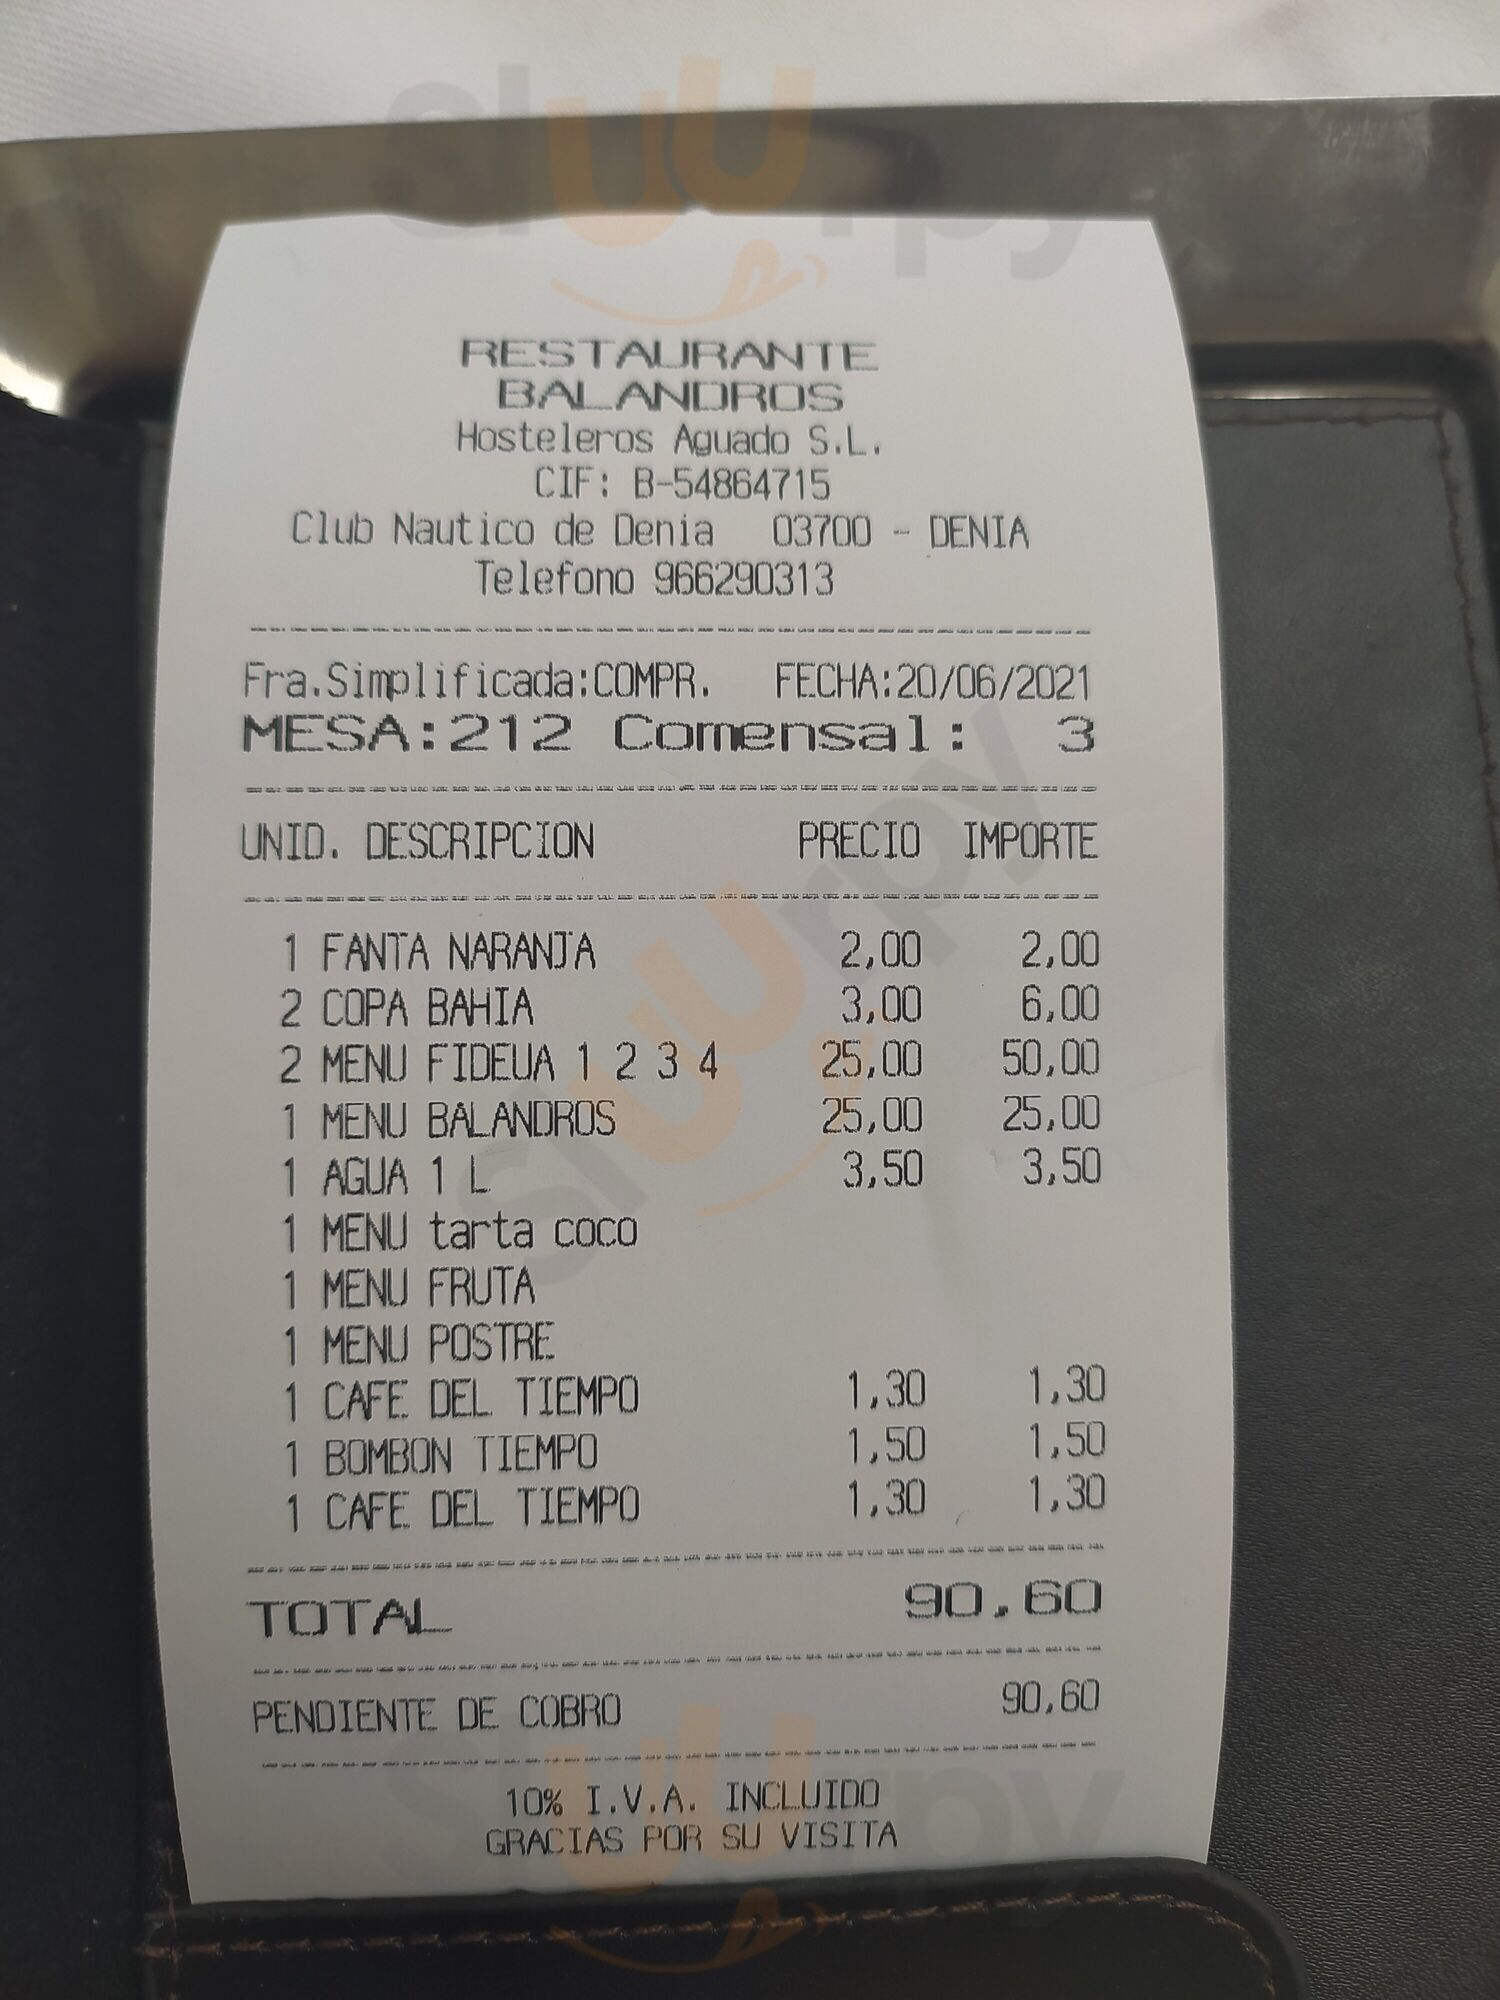 slurpy
RESTAURANTE
BALANDROS
Hosteleros Aguado S.L.
CIF: B-54864715
Club Nautico de Denia 03700 - DENIA
Telefono 966290313
Fra.Simplificada:COMPR. FECHA:20/06/2021
MESA:212 Comensal: 3
UNID. DESCRIPCION PRECIO IMPORTE
1 FANTA NARANJA 2,00 2,00
2 COPA BAHIA 3,00 6,00
2 MENU FIDEUA 1 2 3 4 25,00 50,00
1 MENU BALANDROS 25,00 25,00
slurpy
1 AGUA 1 L 3,50 3,50
1 MENU tarta coco
1 MENU FRUTA
1 MENU POSTRE
1 CAFE DEL TIEMPO 1,30 1,30
1 BOMBON TIEMPO 1,50 1,50
1 CAFE DEL TIEMPO 1,30 1,30
TOTAL 90,60
PENDIENTE DE COBRO 90,60
10% I.V.A. INCLUIDO
GRACIAS POR SU VISITA
slurpy